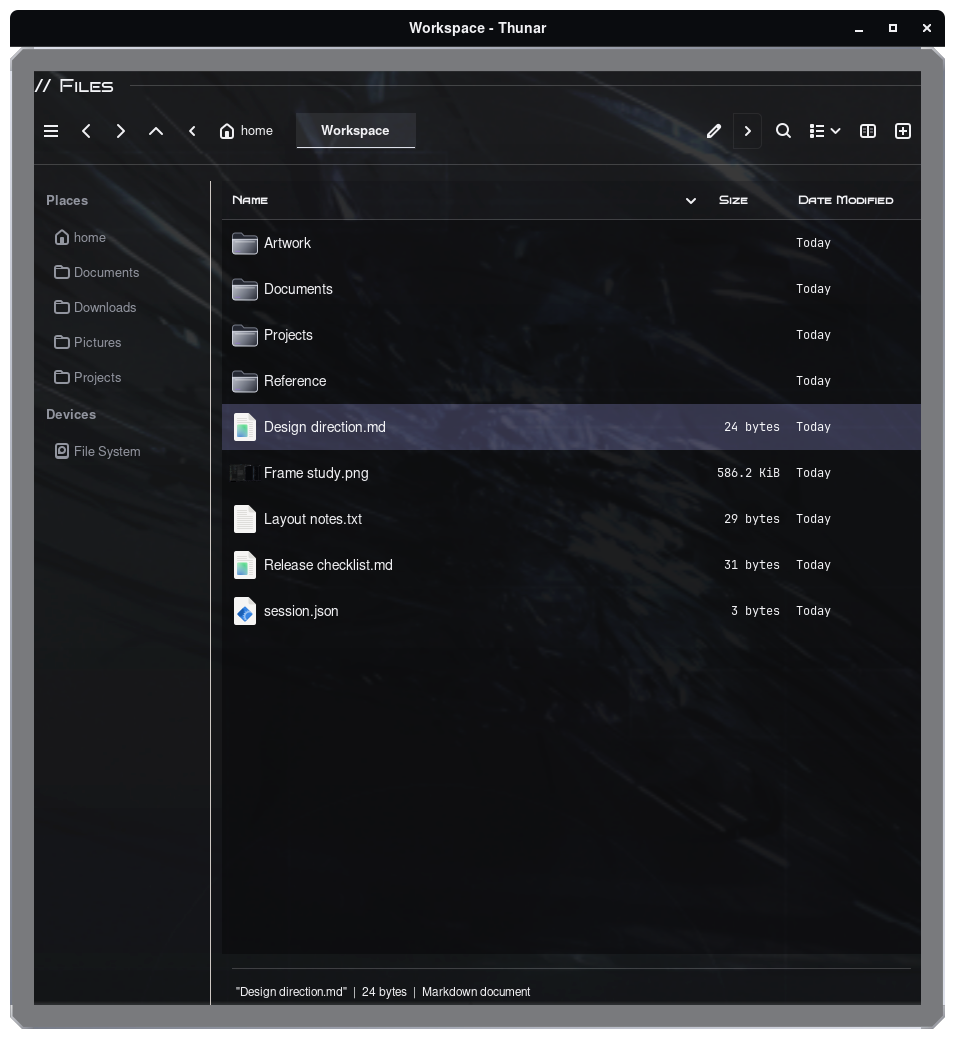 Workspace - Thunar
// Files
home
Workspace
Places
home
Documents
Downloads
Pictures
Projects
Devices
File System
Name Size Date Modified
Artwork Today
Documents Today
Projects Today
Reference Today
Design direction.md 24 bytes Today
Frame study.png 586.2 KiB Today
Layout notes.txt 29 bytes Today
Release checklist.md 31 bytes Today
session.json 3 bytes Today
"Design direction.md" | 24 bytes | Markdown document